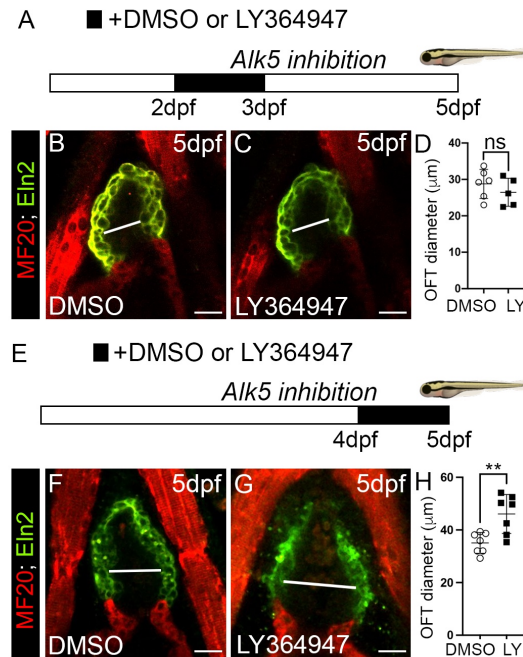 A
■ +DMSO or LY364947
Alk5 inhibition
2dpf 3dpf 5dpf
MF20; Eln2
B 5dpf
DMSO
C 5dpf
LY364947
D
ns
OFT diameter (μm)
40
30
20
10
0
DMSO LY
E
■ +DMSO or LY364947
Alk5 inhibition
4dpf 5dpf
MF20; Eln2
F 5dpf
DMSO
G 5dpf
LY364947
H
**
OFT diameter (μm)
60
40
20
0
DMSO LY